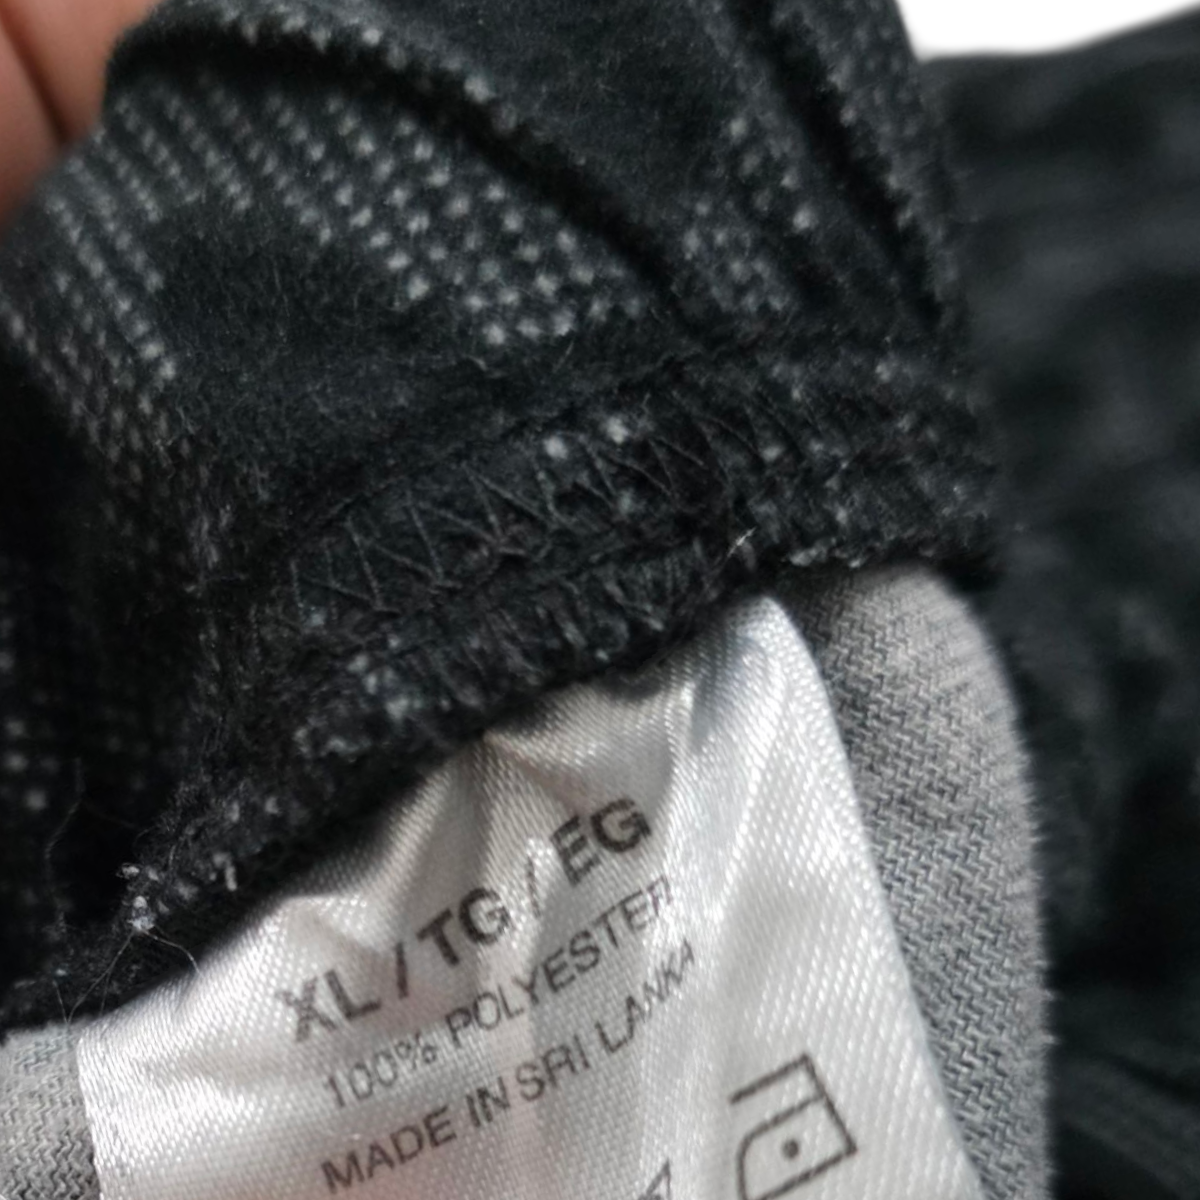 XL / TG / EG
100% POLYESTER
MADE IN SRI LANKA